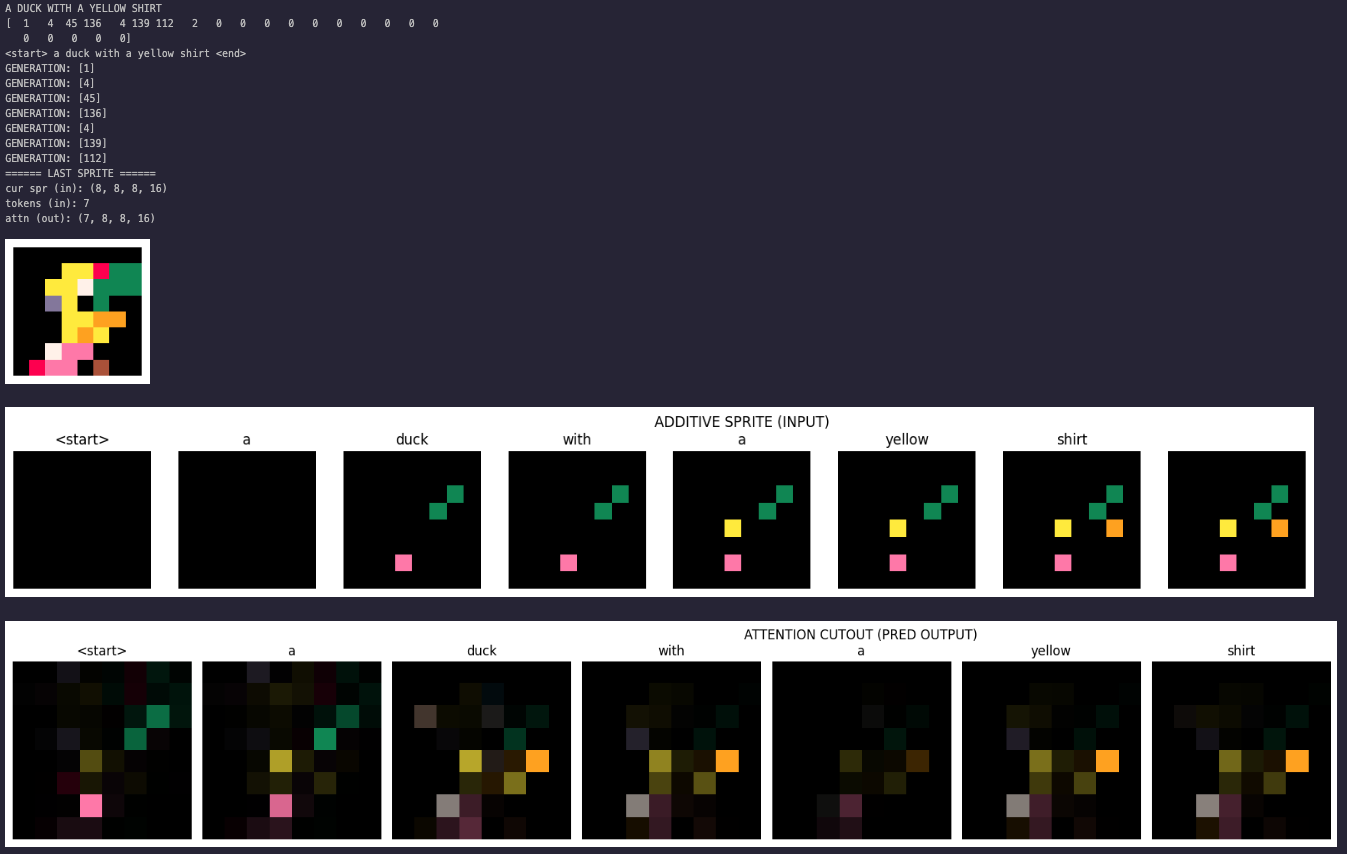 A DUCK WITH A YELLOW SHIRT
[ 1 4 45 136 4 139 112 2 0 0 0 0 0 0 0 0 0 0
0 0 0 0 0]
<start> a duck with a yellow shirt <end>
GENERATION: [1]
GENERATION: [4]
GENERATION: [45]
GENERATION: [136]
GENERATION: [4]
GENERATION: [139]
GENERATION: [112]
====== LAST SPRITE ======
cur spr (in): (8, 8, 8, 16)
tokens (in): 7
attn (out): (7, 8, 8, 16)
ADDITIVE SPRITE (INPUT)
<start> a duck with a yellow shirt
ATTENTION CUTOUT (PRED OUTPUT)
<start> a duck with a yellow shirt